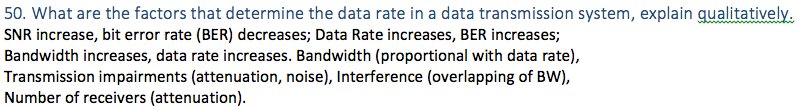 50. What are the factors that determine the data rate in a data transmission system, explain qualitatively.
SNR increase, bit error rate (BER) decreases; Data Rate increases, BER increases;
Bandwidth increases, data rate increases. Bandwidth (proportional with data rate),
Transmission impairments (attenuation, noise), Interference (overlapping of BW),
Number of receivers (attenuation).